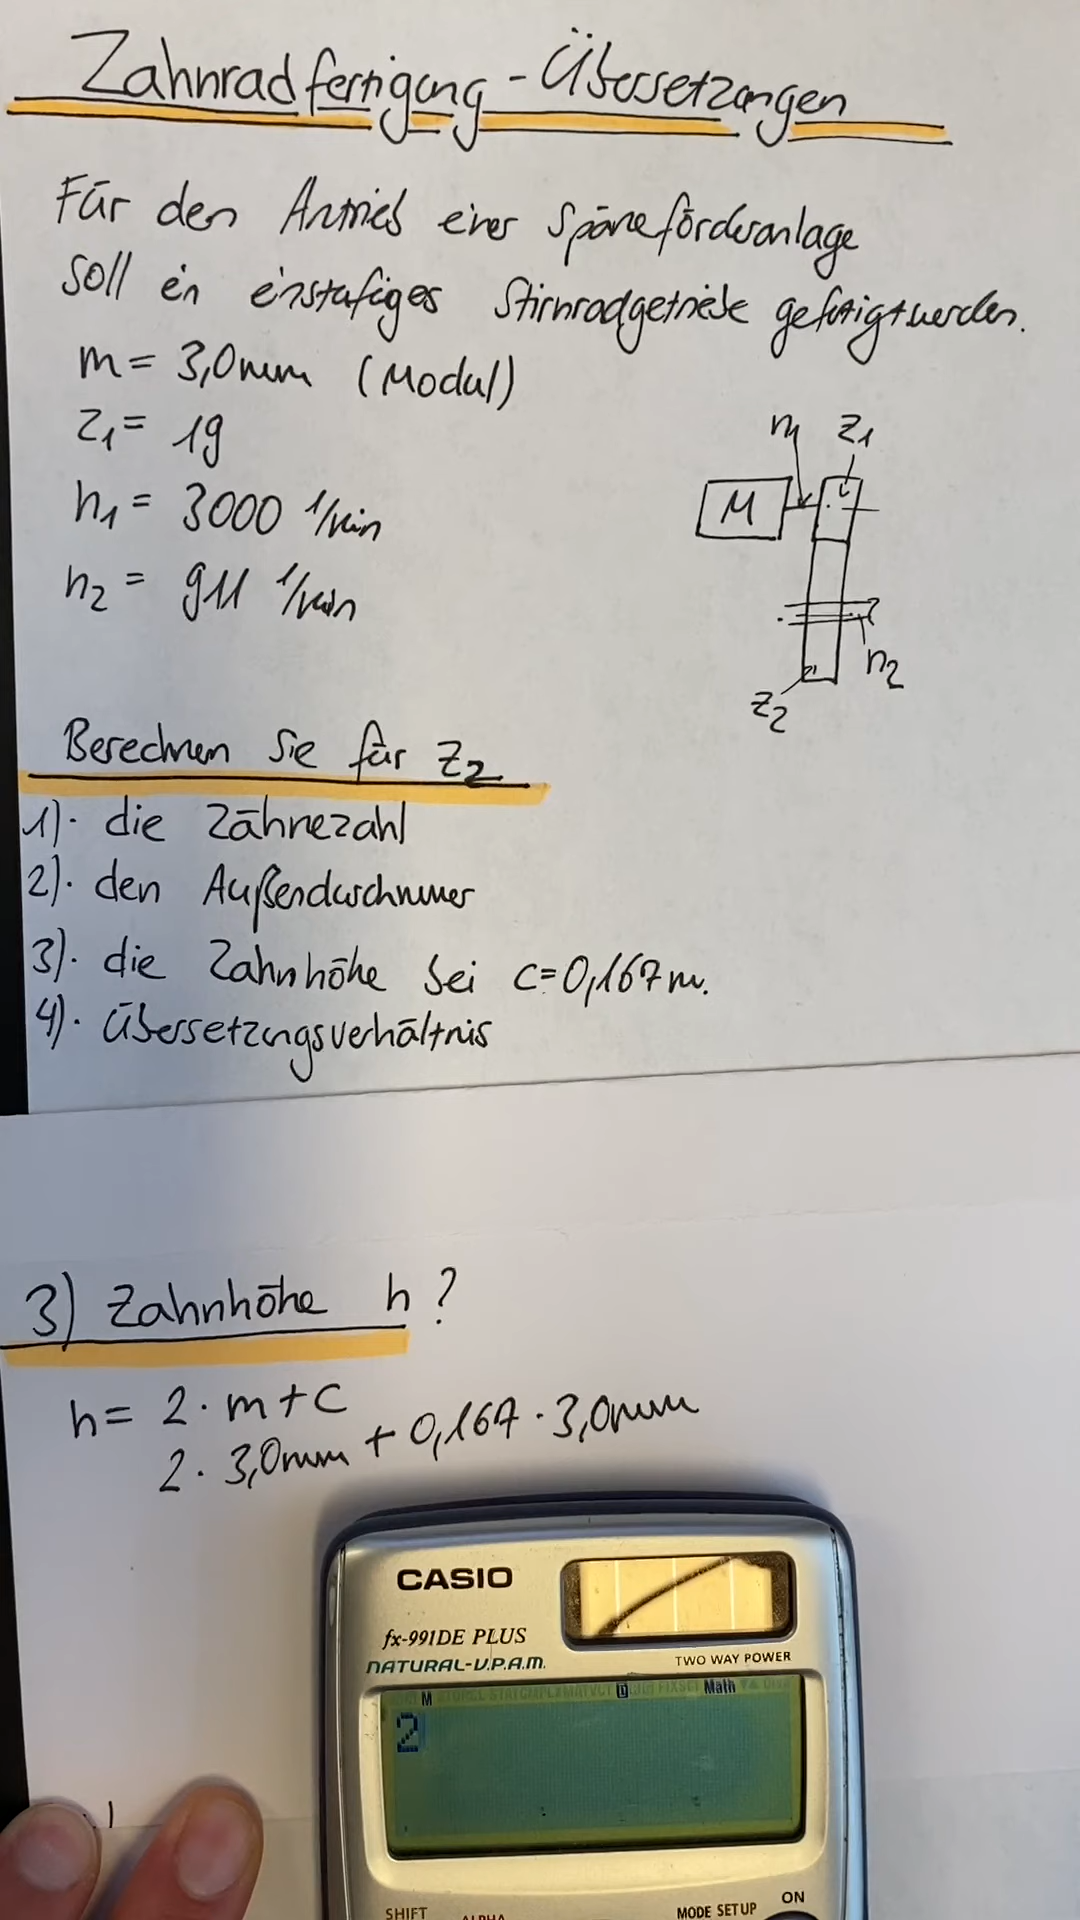 Zahnradfertigung - Übersetzungen
Für den Antrieb einer Späneförderanlage
soll ein einstufiges Stirnradgetriebe gefertigt werden.
m = 3,0mm (Modul)
z1 = 19
n1 = 3000 1/min
n2 = 911 1/min
n1 z1
M
n2
z2
Berechnen Sie für z2
1). die Zähnezahl
2). den Außendurchmesser
3). die Zahnhöhe bei c=0,167m.
4). Übersetzungsverhältnis
3) Zahnhöhe h?
h = 2 · m + c
2 · 3,0mm + 0,167 · 3,0mm
CASIO
fx-991DE PLUS
NATURAL-V.P.A.M.
TWO WAY POWER
M D Math
2
SHIFT ALPHA MODE SETUP ON